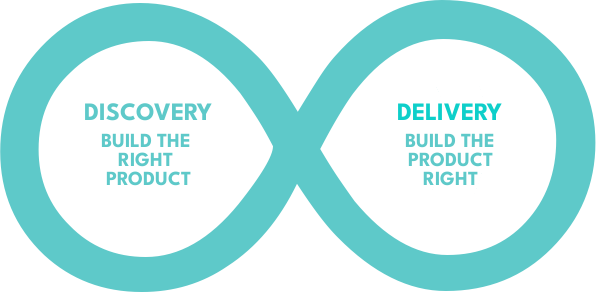 DISCOVERY
BUILD THE
RIGHT
PRODUCT
DELIVERY
BUILD THE
PRODUCT
RIGHT